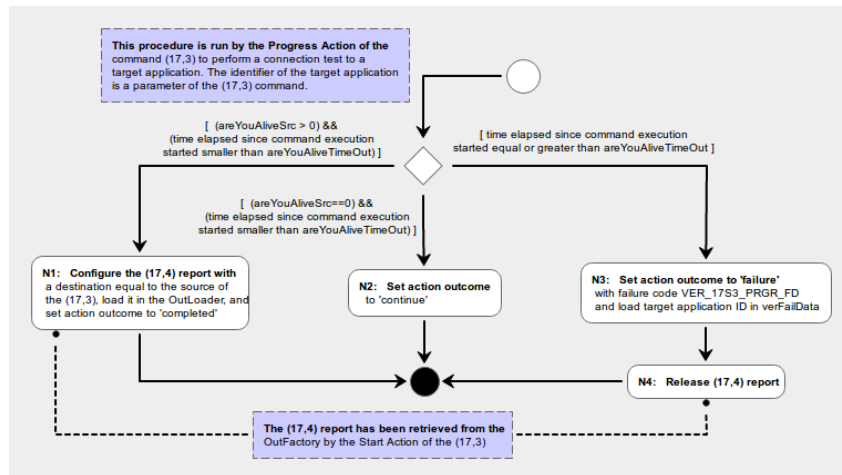 This procedure is run by the Progress Action of the
command (17,3) to perform a connection test to a
target application. The identifier of the target application
is a parameter of the (17,3) command.
[ (areYouAliveSrc > 0) &&
(time elapsed since command execution
started smaller than areYouAliveTimeOut) ]
[ time elapsed since command execution
started equal or greater than areYouAliveTimeOut ]
[ (areYouAliveSrc==0) &&
(time elapsed since command execution
started smaller than areYouAliveTimeOut) ]
N1: Configure the (17,4) report with
a destination equal to the source of
the (17,3), load it in the OutLoader, and
set action outcome to 'completed'
N2: Set action outcome
to 'continue'
N3: Set action outcome to 'failure'
with failure code VER_17S3_PRGR_FD
and load target application ID in verFailData
N4: Release (17,4) report
The (17,4) report has been retrieved from the
OutFactory by the Start Action of the (17,3)